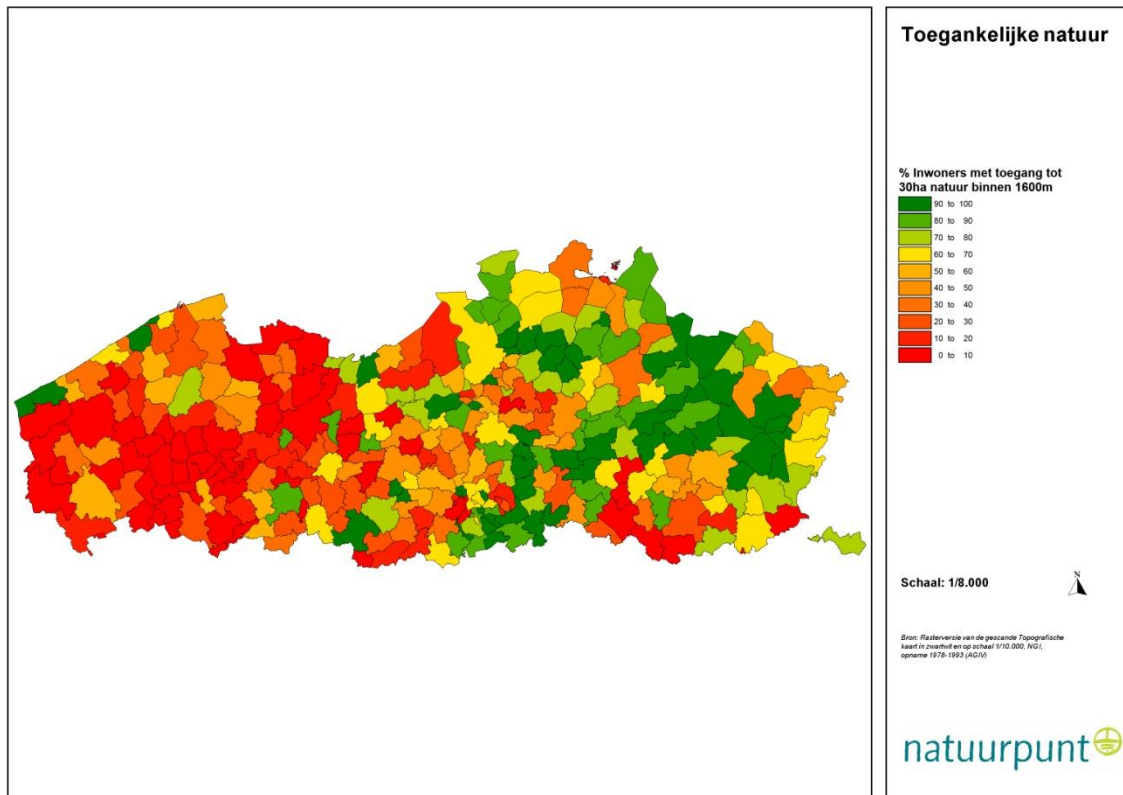 Toegankelijke natuur
% Inwoners met toegang tot
30ha natuur binnen 1600m
90 to 100
80 to 90
70 to 80
60 to 70
50 to 60
40 to 50
30 to 40
20 to 30
10 to 20
0 to 10
Schaal: 1/8.000
N
Bron: Rasterversie van de gescande Topografische
kaart in zwartwit en op schaal 1/10.000, NGI,
opname 1978-1993 (AGIV)
natuurpunt